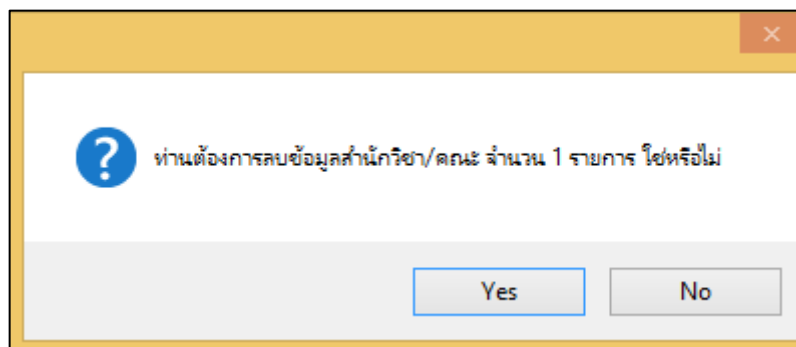 ท่านต้องการลบข้อมูลสำนักวิชา/คณะ จำนวน 1 รายการ ใช่หรือไม่
Yes No